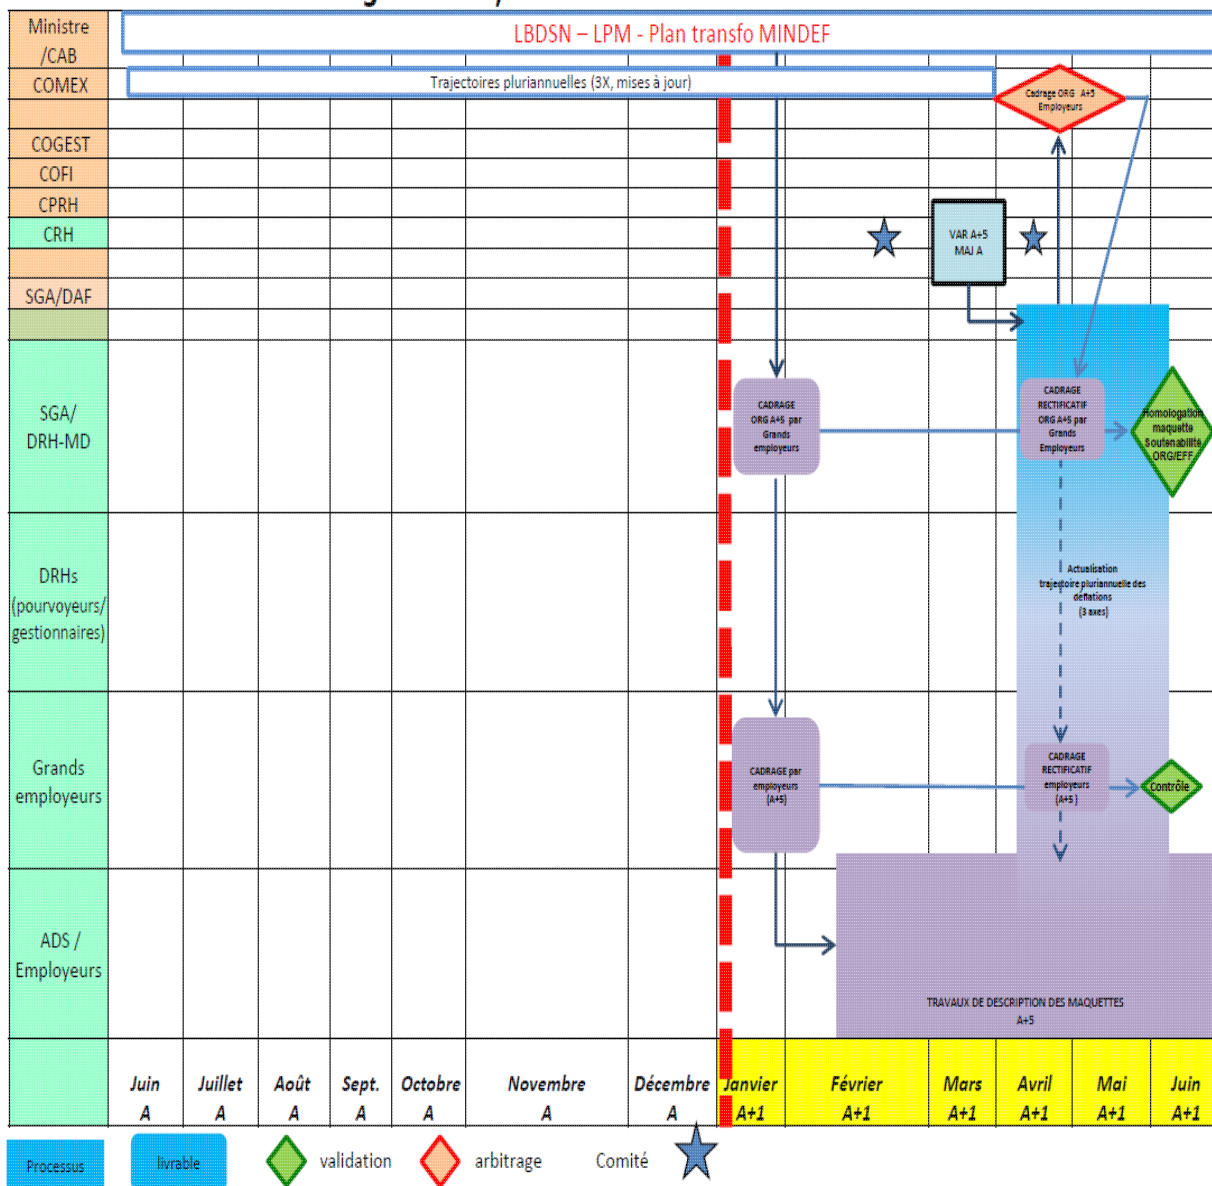 Ministre
/CAB
LBDSN – LPM - Plan transfo MINDEF
COMEX
Trajectoires pluriannuelles (3X, mises à jour)
Cadrage ORG A+5
Employeurs
COGEST
COFI
CPRH
CRH
VAR A+5
MAJ A
SGA/DAF
SGA/
DRH-MD
CADRAGE
ORG A+5 par
Grands
employeurs
CADRAGE
RECTIFICATIF
ORG A+5 par
Grands
Employeurs
Homologation
maquette
Soutenabilité
ORG/EFF
DRHs
(pourvoyeurs/
gestionnaires)
Actualisation
trajectoire pluriannuelle des
déflations
(3 axes)
Grands
employeurs
CADRAGE par
employeurs
(A+5)
CADRAGE
RECTIFICATIF
employeurs
(A+5 )
Contrôle
ADS /
Employeurs
TRAVAUX DE DESCRIPTION DES MAQUETTES
A+5
Juin Juillet Août Sept. Octobre Novembre Décembre Janvier Février Mars Avril Mai Juin
A A A A A A A A+1 A+1 A+1 A+1 A+1 A+1
Processus livrable validation arbitrage Comité